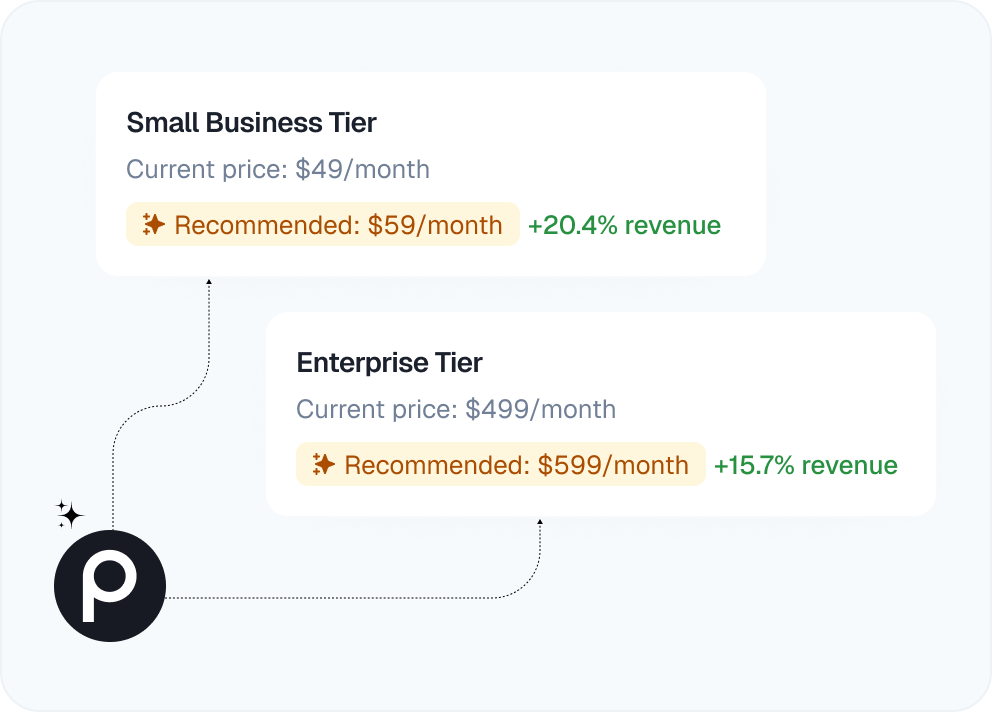 Small Business Tier
Current price: $49/month
Recommended: $59/month +20.4% revenue
Enterprise Tier
Current price: $499/month
Recommended: $599/month +15.7% revenue
p